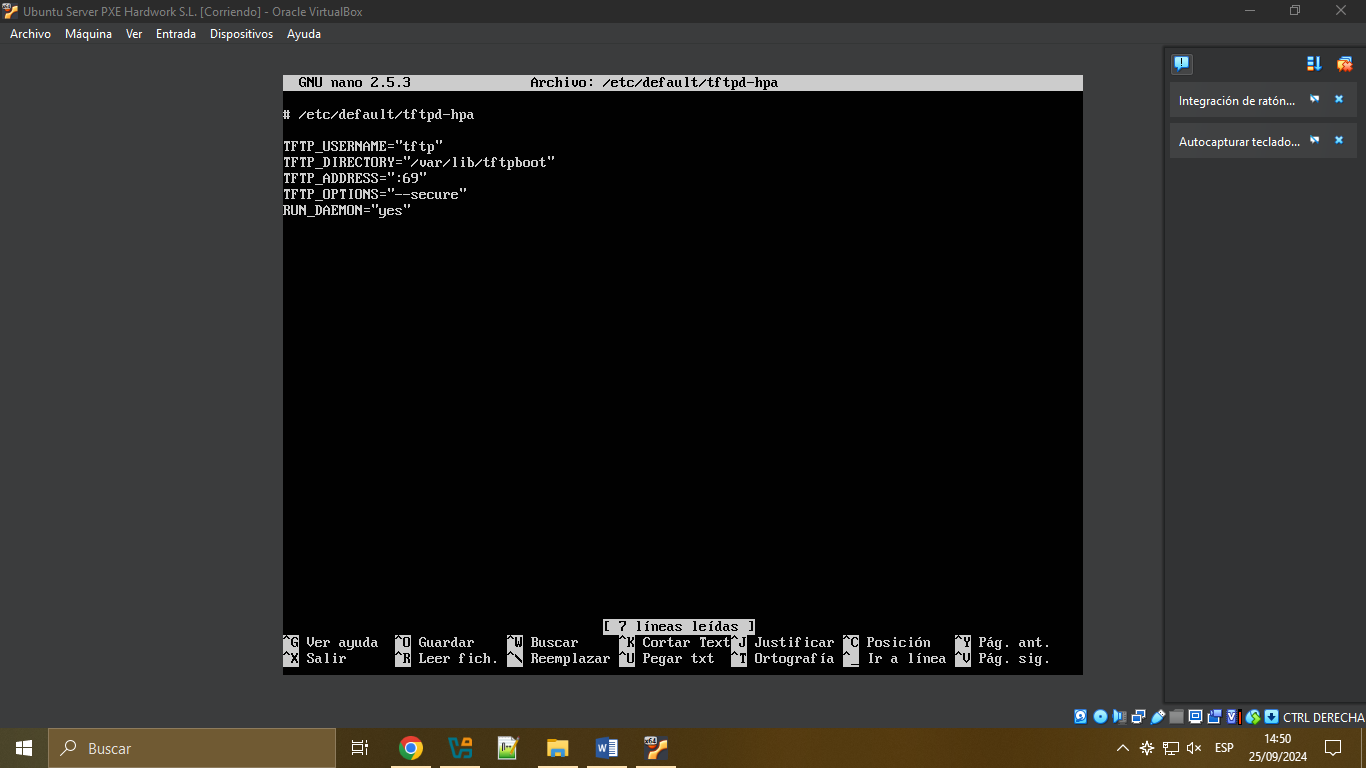 Ubuntu Server PXE Hardwork S.L. [Corriendo] - Oracle VirtualBox
Archivo Máquina Ver Entrada Dispositivos Ayuda
GNU nano 2.5.3 Archivo: /etc/default/tftpd-hpa
# /etc/default/tftpd-hpa
TFTP_USERNAME="tftp"
TFTP_DIRECTORY="/var/lib/tftpboot"
TFTP_ADDRESS=":69"
TFTP_OPTIONS="--secure"
RUN_DAEMON="yes"
[ 7 líneas leídas ]
^G Ver ayuda ^O Guardar ^W Buscar ^K Cortar Text ^J Justificar ^C Posición ^Y Pág. ant.
^X Salir ^R Leer fich. ^\ Reemplazar ^U Pegar txt ^T Ortografía ^_ Ir a línea ^V Pág. sig.
Integración de ratón...
Autocapturar teclado...
CTRL DERECHA
Buscar
ESP
14:50
25/09/2024